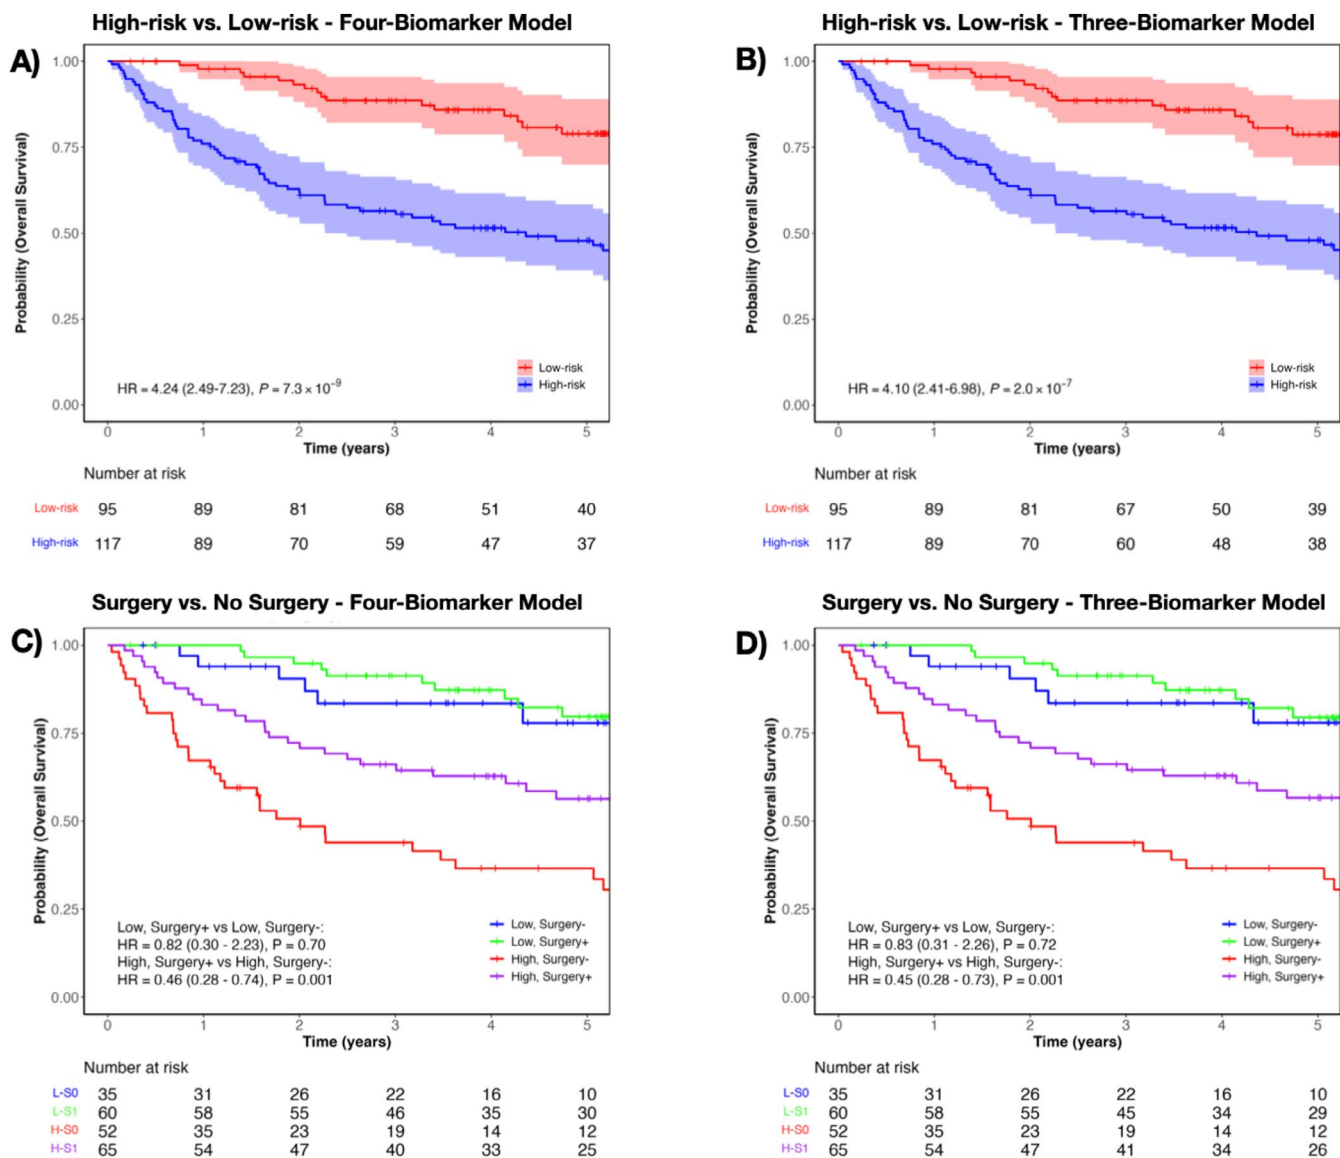 High-risk vs. Low-risk - Four-Biomarker Model
A)
1.00
0.75
0.50
0.25
0.00
Probability (Overall Survival)
HR = 4.24 (2.49-7.23), P = 7.3 × 10⁻⁹
Low-risk
High-risk
0 1 2 3 4 5
Time (years)
Number at risk
Low-risk 95 89 81 68 51 40
High-risk 117 89 70 59 47 37
High-risk vs. Low-risk - Three-Biomarker Model
B)
1.00
0.75
0.50
0.25
0.00
Probability (Overall Survival)
HR = 4.10 (2.41-6.98), P = 2.0 × 10⁻⁷
Low-risk
High-risk
0 1 2 3 4 5
Time (years)
Number at risk
Low-risk 95 89 81 67 50 39
High-risk 117 89 70 60 48 38
Surgery vs. No Surgery - Four-Biomarker Model
C)
1.00
0.75
0.50
0.25
0.00
Probability (Overall Survival)
Low, Surgery+ vs Low, Surgery-:
HR = 0.82 (0.30 - 2.23), P = 0.70
High, Surgery+ vs High, Surgery-:
HR = 0.46 (0.28 - 0.74), P = 0.001
Low, Surgery-
Low, Surgery+
High, Surgery-
High, Surgery+
0 1 2 3 4 5
Time (years)
Number at risk
L-S0 35 31 26 22 16 10
L-S1 60 58 55 46 35 30
H-S0 52 35 23 19 14 12
H-S1 65 54 47 40 33 25
Surgery vs. No Surgery - Three-Biomarker Model
D)
1.00
0.75
0.50
0.25
0.00
Probability (Overall Survival)
Low, Surgery+ vs Low, Surgery-:
HR = 0.83 (0.31 - 2.26), P = 0.72
High, Surgery+ vs High, Surgery-:
HR = 0.45 (0.28 - 0.73), P = 0.001
Low, Surgery-
Low, Surgery+
High, Surgery-
High, Surgery+
0 1 2 3 4 5
Time (years)
Number at risk
L-S0 35 31 26 22 16 10
L-S1 60 58 55 45 34 29
H-S0 52 35 23 19 14 12
H-S1 65 54 47 41 34 26